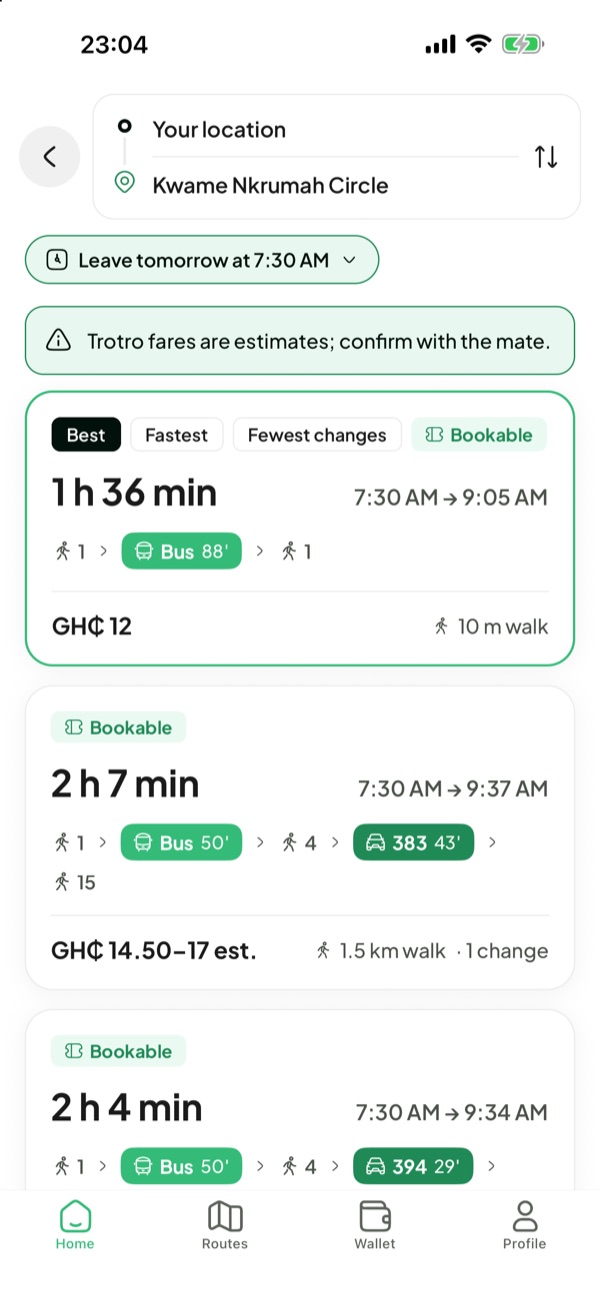 23:04
Your location
Kwame Nkrumah Circle
Leave tomorrow at 7:30 AM
Trotro fares are estimates; confirm with the mate.
Best Fastest Fewest changes Bookable
1 h 36 min 7:30 AM → 9:05 AM
1 > Bus 88' > 1
GH₵ 12 10 m walk
Bookable
2 h 7 min 7:30 AM → 9:37 AM
1 > Bus 50' > 4 > 383 43' >
15
GH₵ 14.50–17 est. 1.5 km walk · 1 change
Bookable
2 h 4 min 7:30 AM → 9:34 AM
1 > Bus 50' > 4 > 394 29' >
Home Routes Wallet Profile